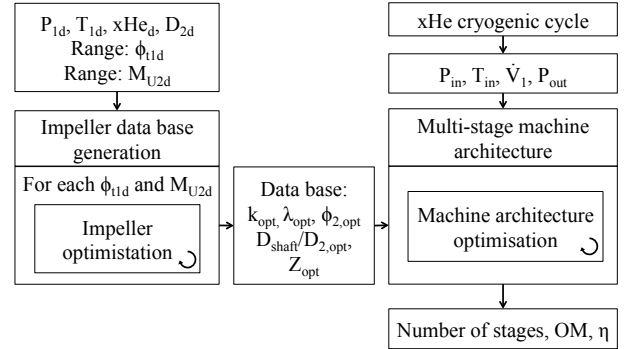 P1d, T1d, xHed, D2d
Range: ϕt1d
Range: MU2d
Impeller data base
generation
For each ϕt1d and MU2d
Impeller
optimistation
Data base:
kopt, λopt, ϕ2,opt
Dshaft/D2,opt,
Zopt
xHe cryogenic cycle
Pin, Tin, V̇1, Pout
Multi-stage machine
architecture
Machine architecture
optimisation
Number of stages, OM, η